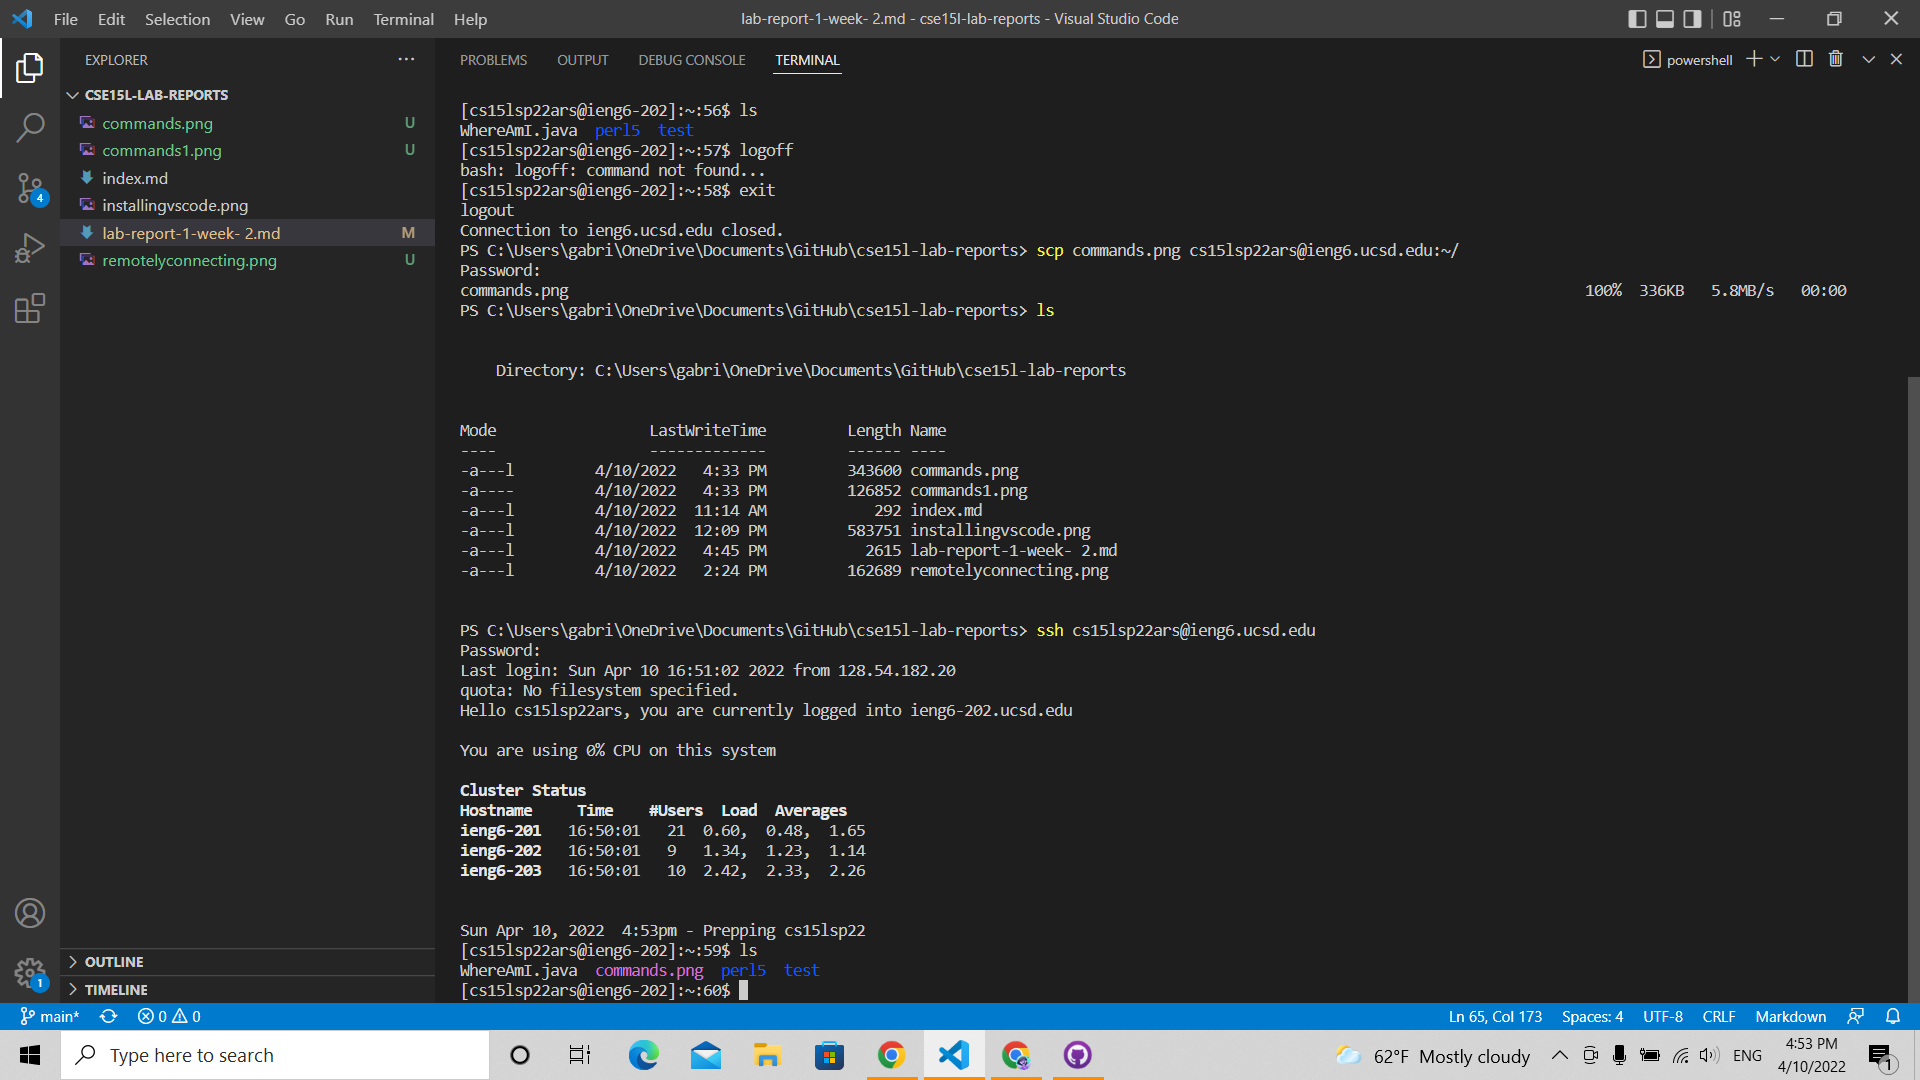 File Edit Selection View Go Run Terminal Help
lab-report-1-week- 2.md - cse15l-lab-reports - Visual Studio Code
EXPLORER
CSE15L-LAB-REPORTS
commands.png U
commands1.png U
index.md
installingvscode.png
lab-report-1-week- 2.md M
remotelyconnecting.png U
OUTLINE
TIMELINE
4
1
PROBLEMS OUTPUT DEBUG CONSOLE TERMINAL
powershell
[cs15lsp22ars@ieng6-202]:~:56$ ls
WhereAmI.java perl5 test
[cs15lsp22ars@ieng6-202]:~:57$ logoff
bash: logoff: command not found...
[cs15lsp22ars@ieng6-202]:~:58$ exit
logout
Connection to ieng6.ucsd.edu closed.
PS C:\Users\gabri\OneDrive\Documents\GitHub\cse15l-lab-reports> scp commands.png cs15lsp22ars@ieng6.ucsd.edu:~/
Password:
commands.png 100% 336KB 5.8MB/s 00:00
PS C:\Users\gabri\OneDrive\Documents\GitHub\cse15l-lab-reports> ls
Directory: C:\Users\gabri\OneDrive\Documents\GitHub\cse15l-lab-reports
Mode LastWriteTime Length Name
---- ------------- ------ ----
-a---l 4/10/2022 4:33 PM 343600 commands.png
-a---- 4/10/2022 4:33 PM 126852 commands1.png
-a---l 4/10/2022 11:14 AM 292 index.md
-a---l 4/10/2022 12:09 PM 583751 installingvscode.png
-a---l 4/10/2022 4:45 PM 2615 lab-report-1-week- 2.md
-a---l 4/10/2022 2:24 PM 162689 remotelyconnecting.png
PS C:\Users\gabri\OneDrive\Documents\GitHub\cse15l-lab-reports> ssh cs15lsp22ars@ieng6.ucsd.edu
Password:
Last login: Sun Apr 10 16:51:02 2022 from 128.54.182.20
quota: No filesystem specified.
Hello cs15lsp22ars, you are currently logged into ieng6-202.ucsd.edu
You are using 0% CPU on this system
Cluster Status
Hostname Time #Users Load Averages
ieng6-201 16:50:01 21 0.60, 0.48, 1.65
ieng6-202 16:50:01 9 1.34, 1.23, 1.14
ieng6-203 16:50:01 10 2.42, 2.33, 2.26
Sun Apr 10, 2022 4:53pm - Prepping cs15lsp22
[cs15lsp22ars@ieng6-202]:~:59$ ls
WhereAmI.java commands.png perl5 test
[cs15lsp22ars@ieng6-202]:~:60$
main* 0 0 Ln 65, Col 173 Spaces: 4 UTF-8 CRLF Markdown
Type here to search
62°F Mostly cloudy
ENG
4:53 PM
4/10/2022
1